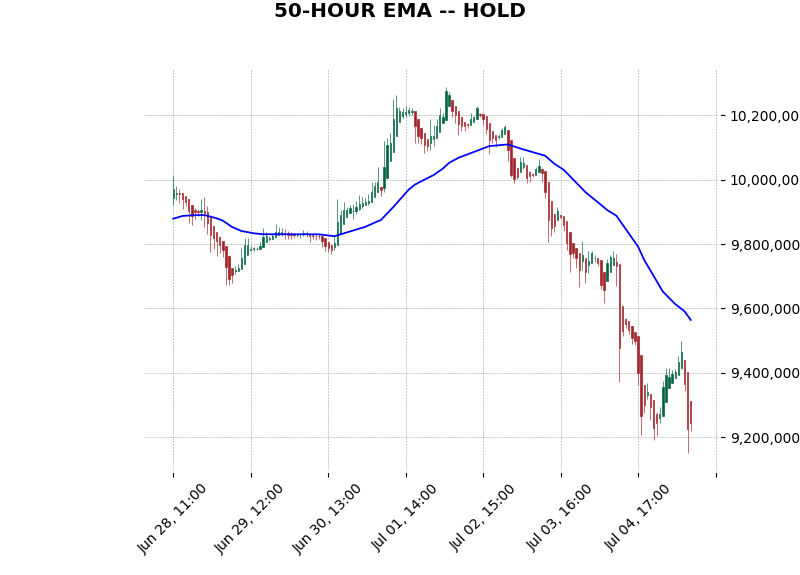 50-HOUR EMA -- HOLD
10,200,00
10,000,00
9,800,000
9,600,000
9,400,000
9,200,000
Jun 28, 11:00
Jun 29, 12:00
Jun 30, 13:00
Jul 01, 14:00
Jul 02, 15:00
Jul 03, 16:00
Jul 04, 17:00